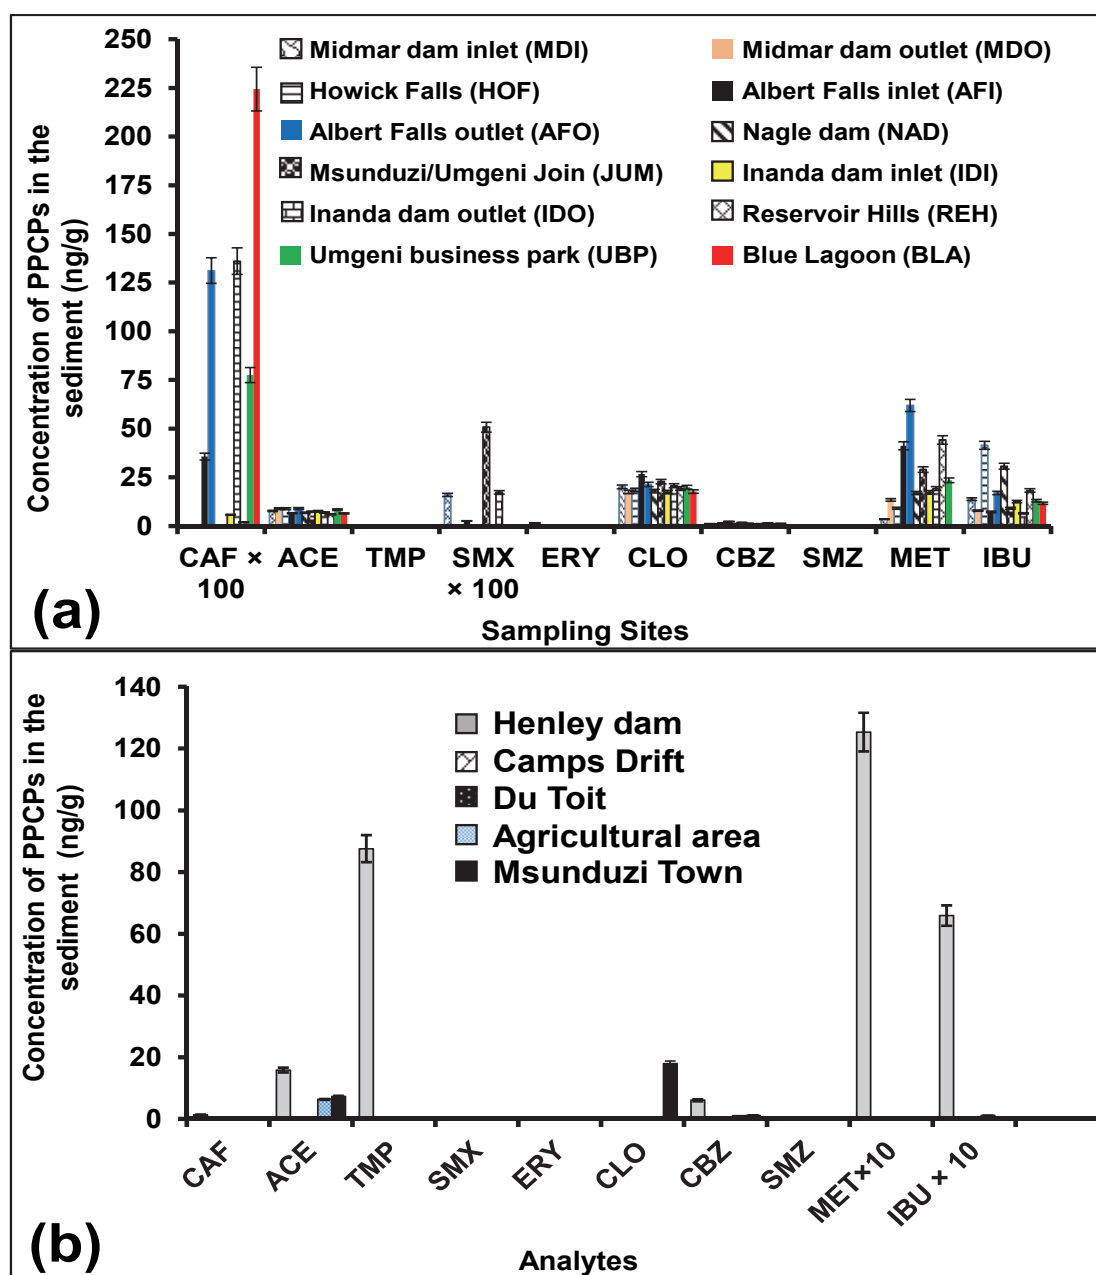 Concentration of PPCPs in the
sediment (ng/g)
250
225
200
175
150
125
100
75
50
25
0
Midmar dam inlet (MDI)
Midmar dam outlet (MDO)
Howick Falls (HOF)
Albert Falls inlet (AFI)
Albert Falls outlet (AFO)
Nagle dam (NAD)
Msunduzi/Umgeni Join (JUM)
Inanda dam inlet (IDI)
Inanda dam outlet (IDO)
Reservoir Hills (REH)
Umgeni business park (UBP)
Blue Lagoon (BLA)
CAF × ACE TMP SMX ERY CLO CBZ SMZ MET IBU
100 × 100
(a)
Sampling Sites
Concentration of PPCPs in the
sediment (ng/g)
140
120
100
80
60
40
20
0
Henley dam
Camps Drift
Du Toit
Agricultural area
Msunduzi Town
CAF ACE TMP SMX ERY CLO CBZ SMZ MET×10 IBU × 10
(b)
Analytes